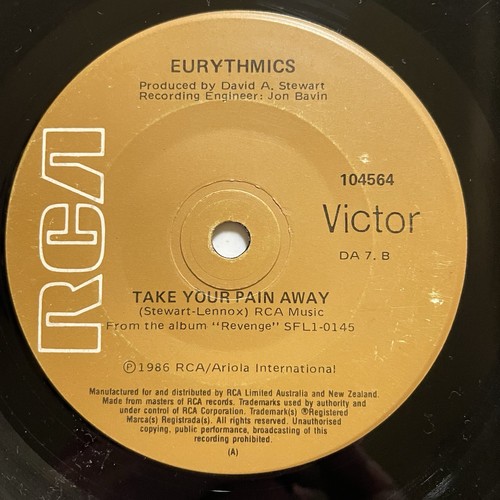 EURYTHMICS
Produced by David A. Stewart
Recording Engineer: Jon Bavin
RCA
104564
Victor
DA 7. B
TAKE YOUR PAIN AWAY
(Stewart-Lennox) RCA Music
From the album "Revenge" SFL1-0145
Ⓟ1986 RCA/Ariola International
Manufactured for and distributed by RCA Limited Australia and New Zealand.
Made from masters of RCA records. Trademarks used by authority and
under control of RCA Corporation. Trademark(s) ®Registered
Marca(s) Registrada(s). All rights reserved. Unauthorised
copying, public performance, broadcasting of this
recording prohibited.
(A)